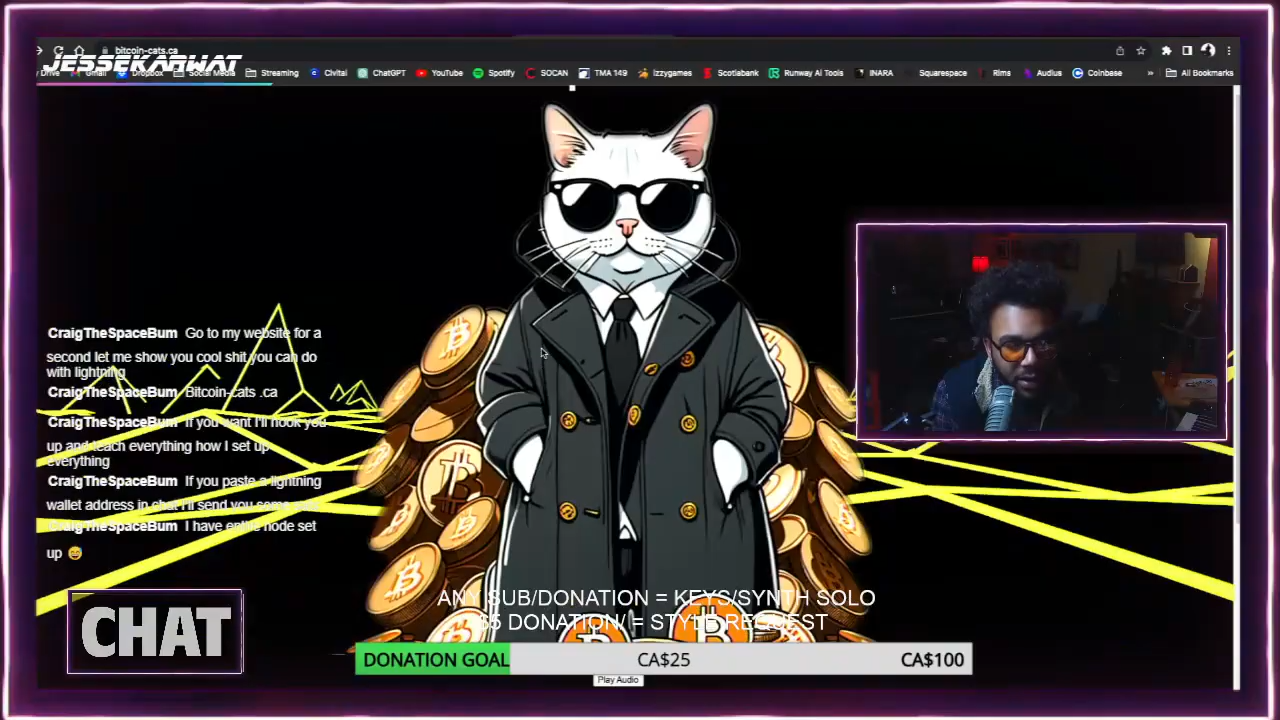 bitcoin-cats.ca
JESSEKARWAT
Drive
Gmail
Dropbox
Social Media
Streaming
Civitai
ChatGPT
YouTube
Spotify
SOCAN
TMA 149
Izzygames
Scotiabank
Runway AI Tools
INARA
Squarespace
Rims
Audius
Coinbase
»
All Bookmarks
CraigTheSpaceBum Go to my website for a
second let me show you cool shit you can do
with lightning
CraigTheSpaceBum Bitcoin-cats .ca
CraigTheSpaceBum If you want I'll hook you
up and teach everything how I set up
everything
CraigTheSpaceBum If you paste a lightning
wallet address in chat I'll send you some
CraigTheSpaceBum I have entire node set
up 😄
CHAT
ANY SUB/DONATION = KEYS/SYNTH SOLO
$5 DONATION/ = STYLE REQUEST
DONATION GOAL CA$25 CA$100
Play Audio